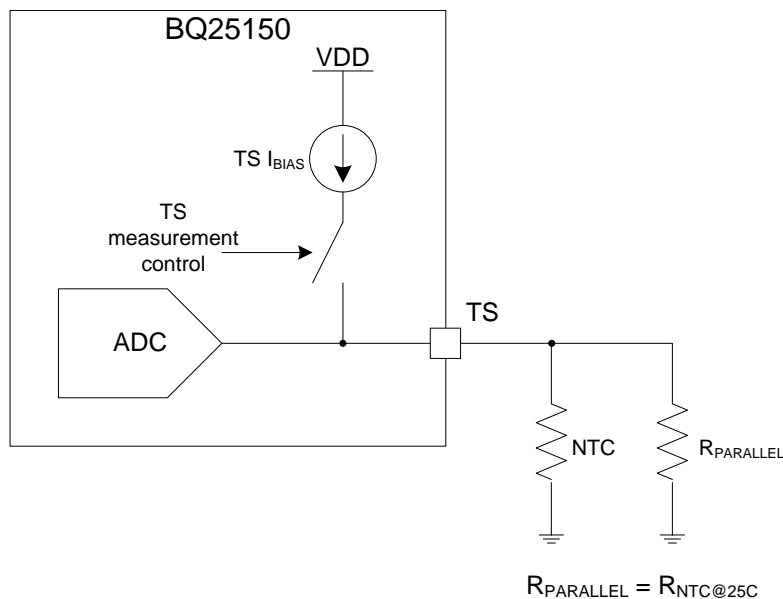 BQ25150
VDD
TS I_BIAS
TS
measurement
control
TS
ADC
NTC
R_PARALLEL
R_PARALLEL = R_NTC@25C